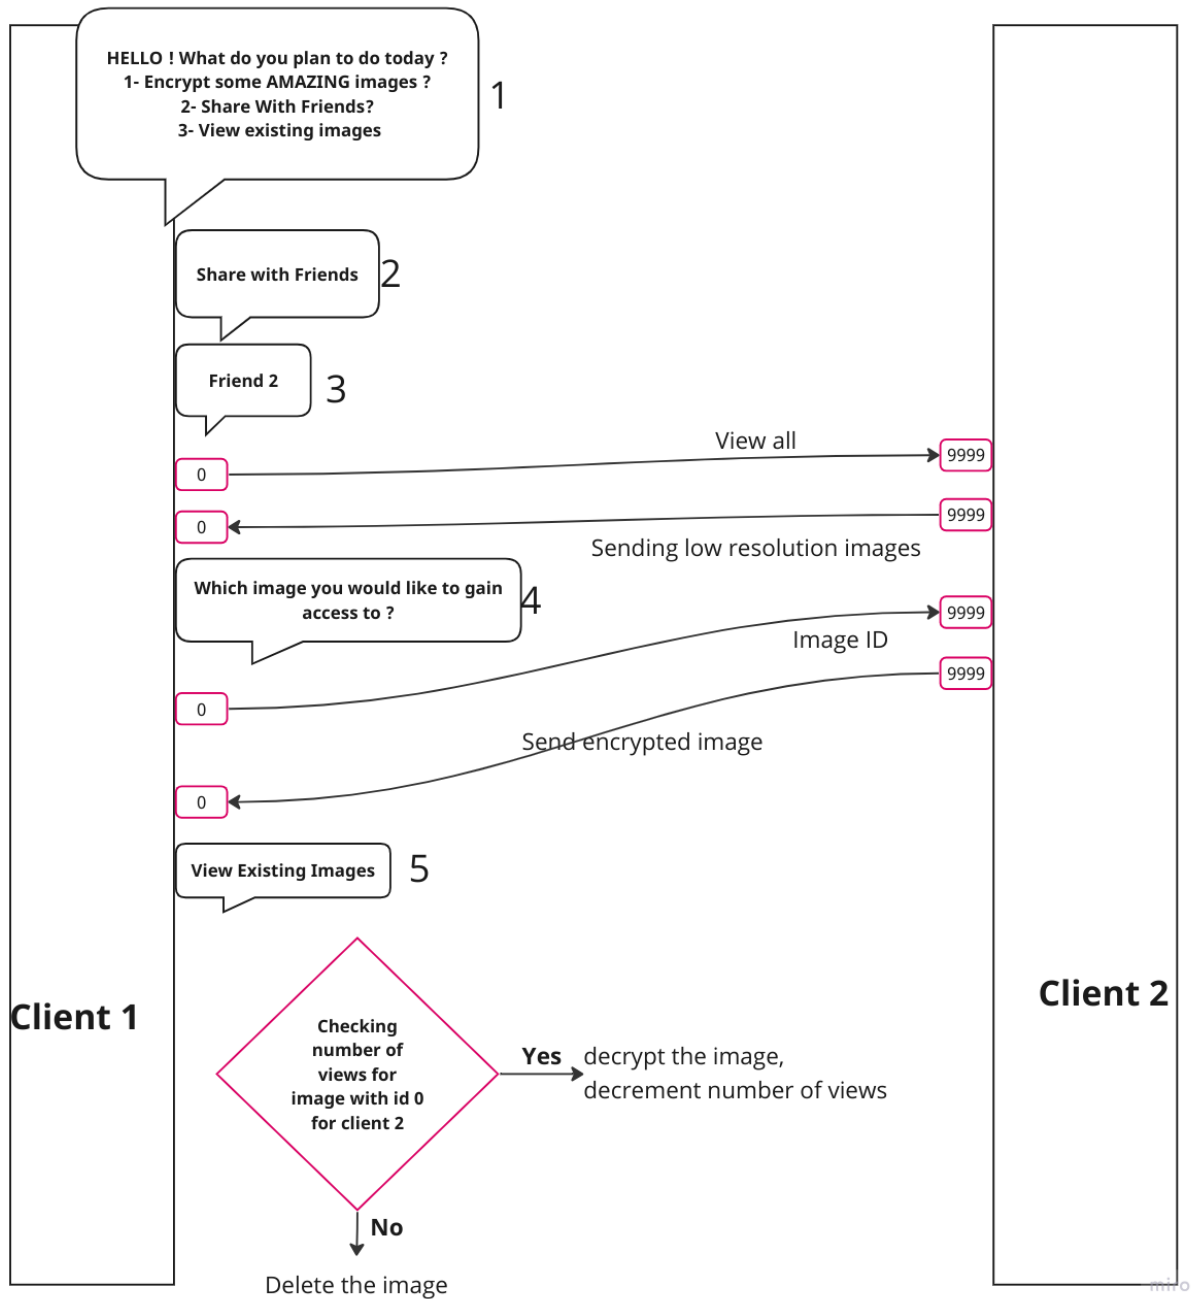 HELLO ! What do you plan to do today ?
1- Encrypt some AMAZING images ?
2- Share With Friends?
3- View existing images
1
Share with Friends
2
Friend 2
3
View all
0
9999
0
9999
Sending low resolution images
Which image you would like to gain
access to ?
4
9999
Image ID
9999
0
Send encrypted image
0
View Existing Images
5
Client 1
Client 2
Checking
number of
views for
image with id 0
for client 2
Yes
decrypt the image,
decrement number of views
No
Delete the image
miro